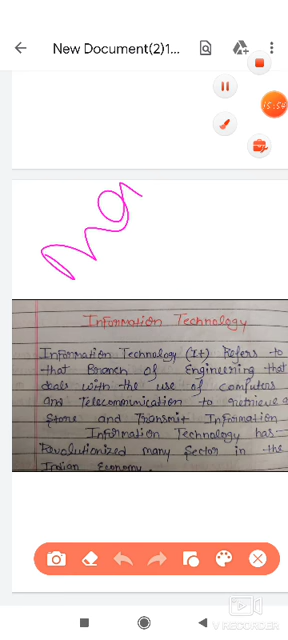 New Document(2)1...
15:54
Information Technology
Information Technology (It) Refers to
that Branch of Engineering that
deals with the use of computers
and Telecommunication to retrieve
Store and Transmit Information
Information Technology has
Revolutionized many Sector in the
Indian Economy.
V RECORDER